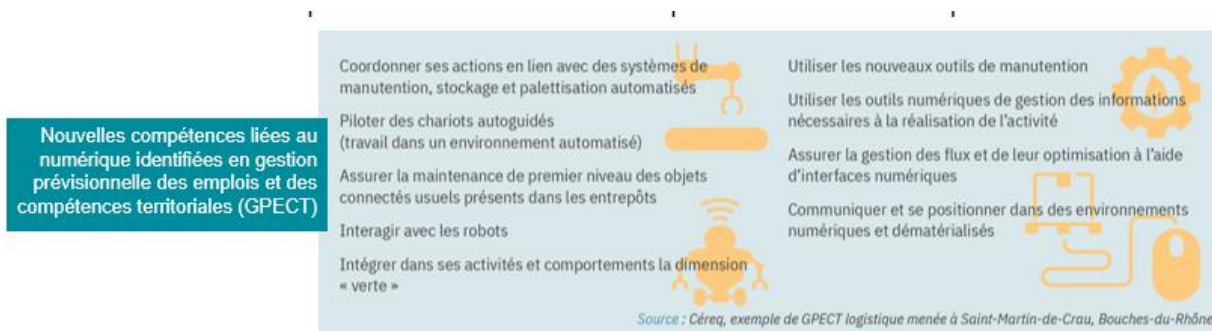 Nouvelles compétences liées au
numérique identifiées en gestion
prévisionnelle des emplois et des
compétences territoriales (GPECT)
Coordonner ses actions en lien avec des systèmes de
manutention, stockage et palettisation automatisés
Piloter des chariots autoguidés
(travail dans un environnement automatisé)
Assurer la maintenance de premier niveau des objets
connectés usuels présents dans les entrepôts
Interagir avec les robots
Intégrer dans ses activités et comportements la dimension
« verte »
Utiliser les nouveaux outils de manutention
Utiliser les outils numériques de gestion des informations
nécessaires à la réalisation de l’activité
Assurer la gestion des flux et de leur optimisation à l’aide
d’interfaces numériques
Communiquer et se positionner dans des environnements
numériques et dématérialisés
Source : Céreq, exemple de GPECT logistique menée à Saint-Martin-de-Crau, Bouches-du-Rhône